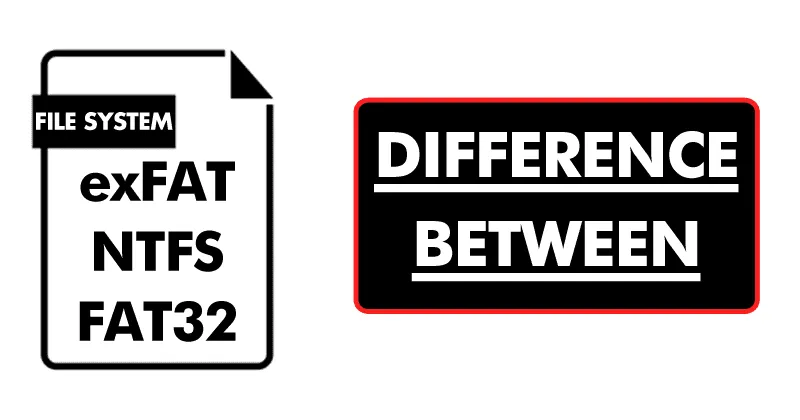 FILE SYSTEM
exFAT
NTFS
FAT32
DIFFERENCE
BETWEEN